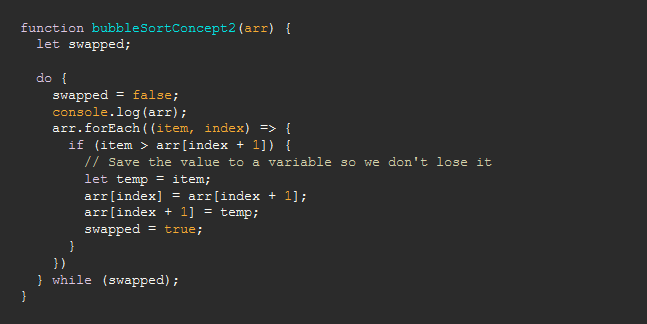 function bubbleSortConcept2(arr) {
  let swapped;

  do {
    swapped = false;
    console.log(arr);
    arr.forEach((item, index) => {
      if (item > arr[index + 1]) {
        // Save the value to a variable so we don't lose it
        let temp = item;
        arr[index] = arr[index + 1];
        arr[index + 1] = temp;
        swapped = true;
      }
    })
  } while (swapped);
}